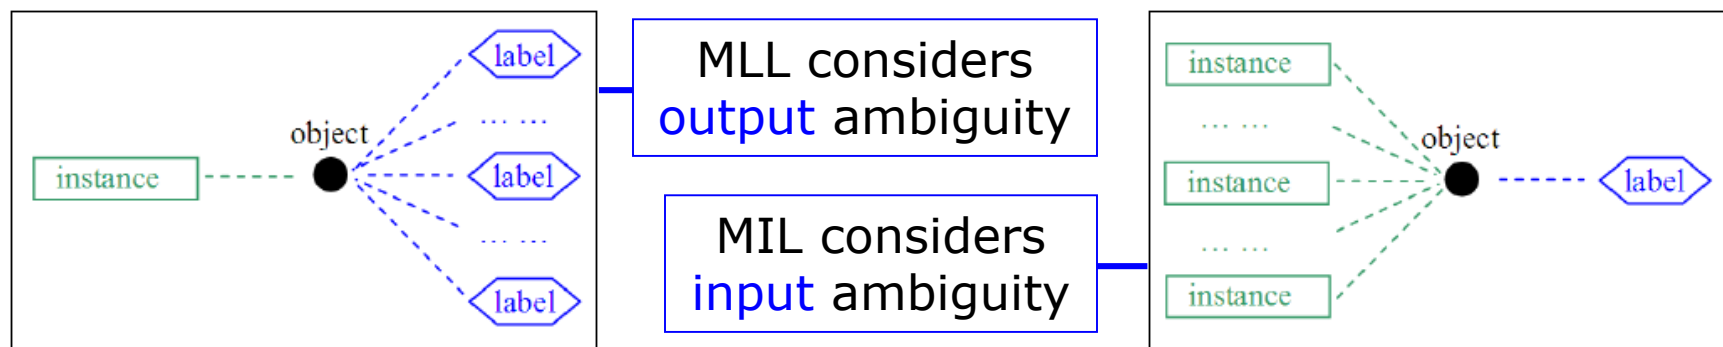 label
... ...
object
instance
label
... ...
label
MLL considers
output ambiguity
MIL considers
input ambiguity
instance
... ...
object
instance
label
... ...
instance